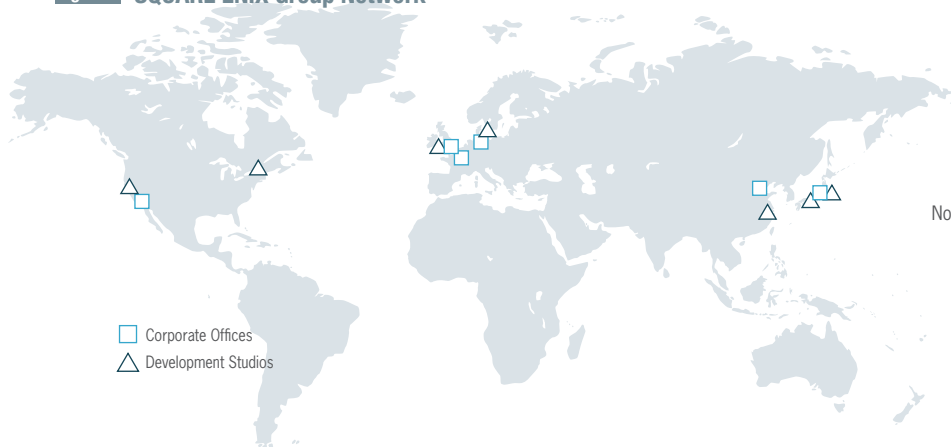 SQUARE ENIX Group Network
No
Corporate Offices
Development Studios